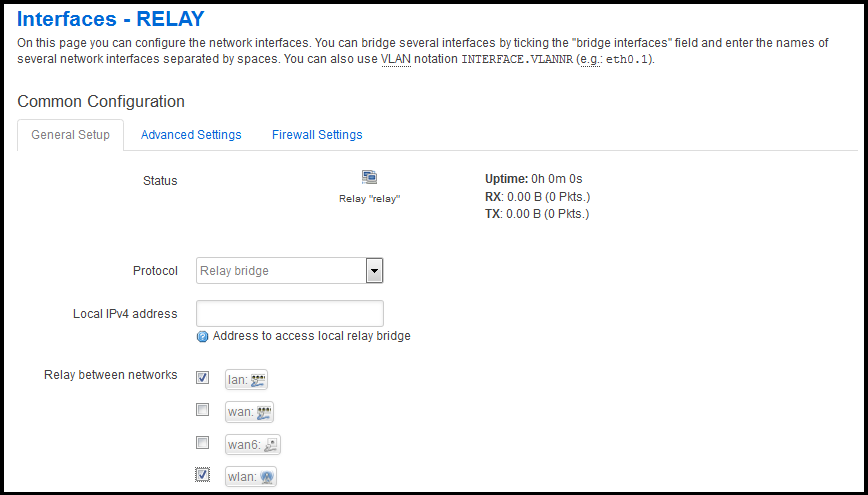 Interfaces - RELAY
On this page you can configure the network interfaces. You can bridge several interfaces by ticking the "bridge interfaces" field and enter the names of
several network interfaces separated by spaces. You can also use VLAN notation INTERFACE.VLANNR (e.g.: eth0.1).
Common Configuration
General Setup Advanced Settings Firewall Settings
Status
Relay "relay"
Uptime: 0h 0m 0s
RX: 0.00 B (0 Pkts.)
TX: 0.00 B (0 Pkts.)
Protocol Relay bridge
Local IPv4 address
Address to access local relay bridge
Relay between networks lan:
wan:
wan6:
wlan: